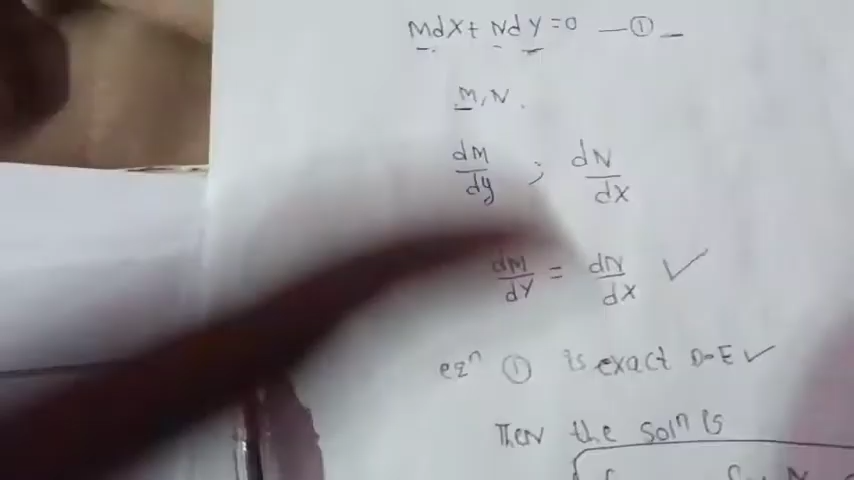 Mdx + Ndy = 0 — ①
M, N.
dM/dy ; dN/dx
dM/dy = dN/dx ✓
eqⁿ ① is exact D.E ✓
Then the solⁿ is